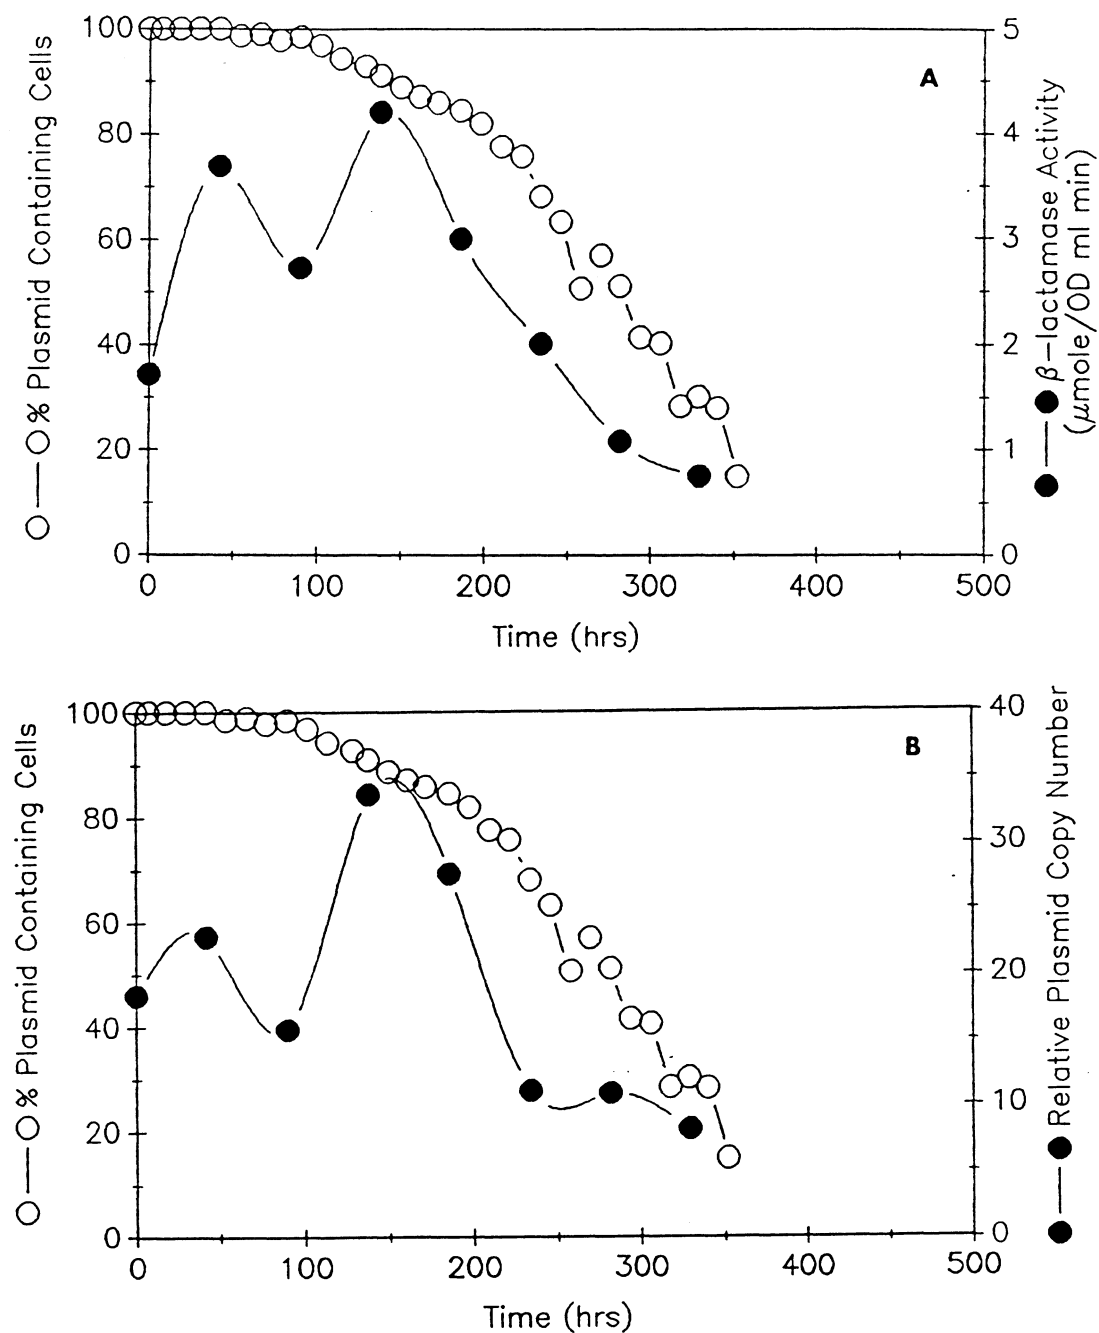 A
100
80
60
40
20
0
5
4
3
2
1
0
0 100 200 300 400 500
Time (hrs)
% Plasmid Containing Cells
β-lactamase Activity
(μmole/OD ml min)
B
100
80
60
40
20
0
40
30
20
10
0
0 100 200 300 400 500
Time (hrs)
% Plasmid Containing Cells
Relative Plasmid Copy Number